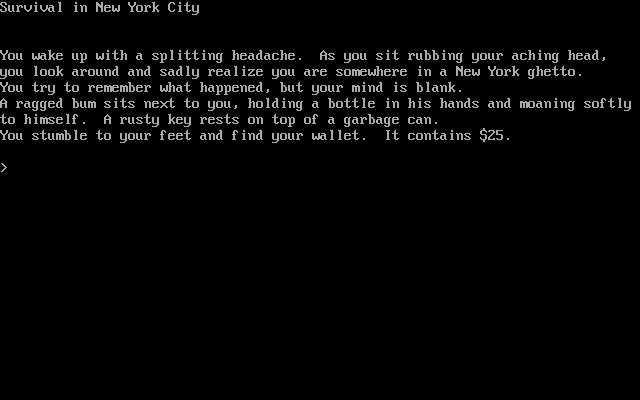 Survival in New York City
You wake up with a splitting headache.  As you sit rubbing your aching head,
you look around and sadly realize you are somewhere in a New York ghetto.
You try to remember what happened, but your mind is blank.
A ragged bum sits next to you, holding a bottle in his hands and moaning softly
to himself.  A rusty key rests on top of a garbage can.
You stumble to your feet and find your wallet.  It contains $25.
>